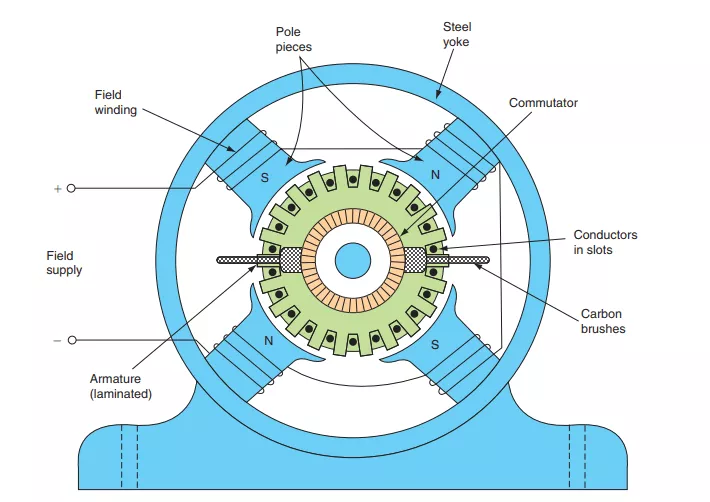 Pole
pieces
Steel
yoke
Field
winding
Commutator
S
N
+
Conductors
in slots
Field
supply
Carbon
brushes
−
N
S
Armature
(laminated)